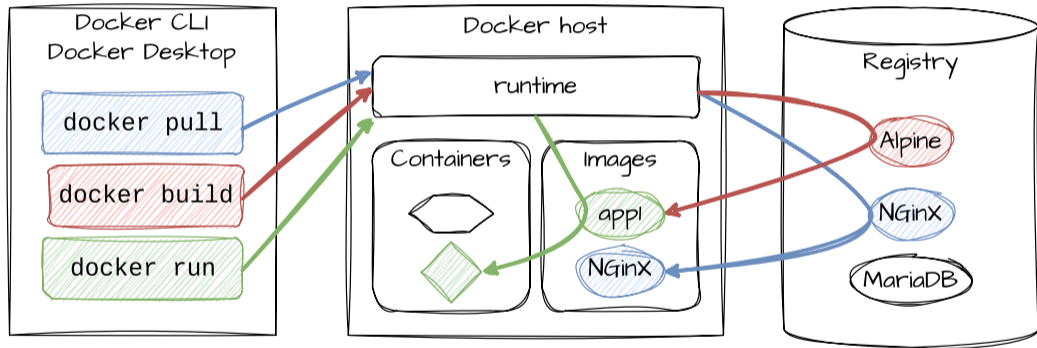 Docker CLI
Docker Desktop
docker pull
docker build
docker run
Docker host
runtime
Containers
Images
app1
NGinX
Registry
Alpine
NGinX
MariaDB